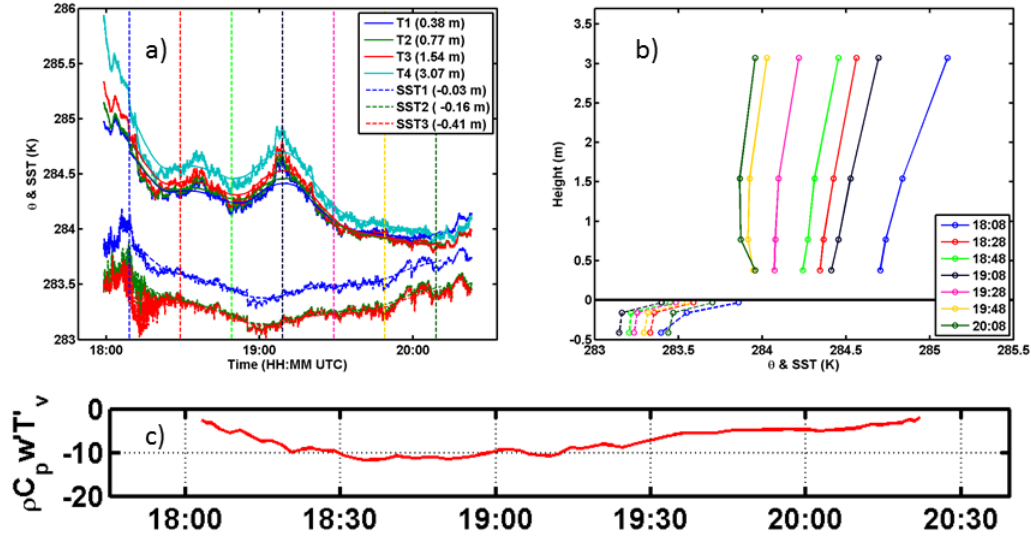 a)
286
285.5
285
284.5
284
283.5
283
θ & SST (K)
18:00
19:00
20:00
Time (HH:MM UTC)
T1 (0.38 m)
T2 (0.77 m)
T3 (1.54 m)
T4 (3.07 m)
SST1 (-0.03 m)
SST2 ( -0.16 m)
SST3 (-0.41 m)
b)
3.5
3
2.5
2
1.5
1
0.5
0
-0.5
Height (m)
283
283.5
284
284.5
285
285.5
θ & SST (K)
18:08
18:28
18:48
19:08
19:28
19:48
20:08
c)
0
-10
-20
ρCp w'T'v
18:00
18:30
19:00
19:30
20:00
20:30